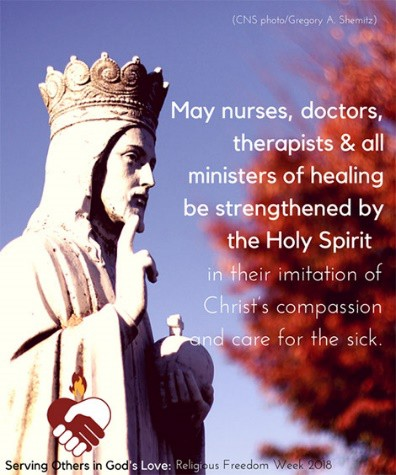 (CNS photo/Gregory A. Shemitz)
May nurses, doctors,
therapists & all
ministers of healing
be strengthened by
the Holy Spirit
in their imitation of
Christ's compassion
and care for the sick.
Serving Others in God's Love: Religious Freedom Week 2018